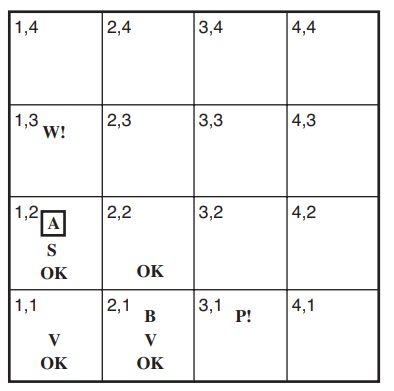 1,4 2,4 3,4 4,4
1,3 2,3 3,3 4,3
W!
1,2 2,2 3,2 4,2
A
S
OK OK
1,1 2,1 3,1 4,1
B P!
V V
OK OK